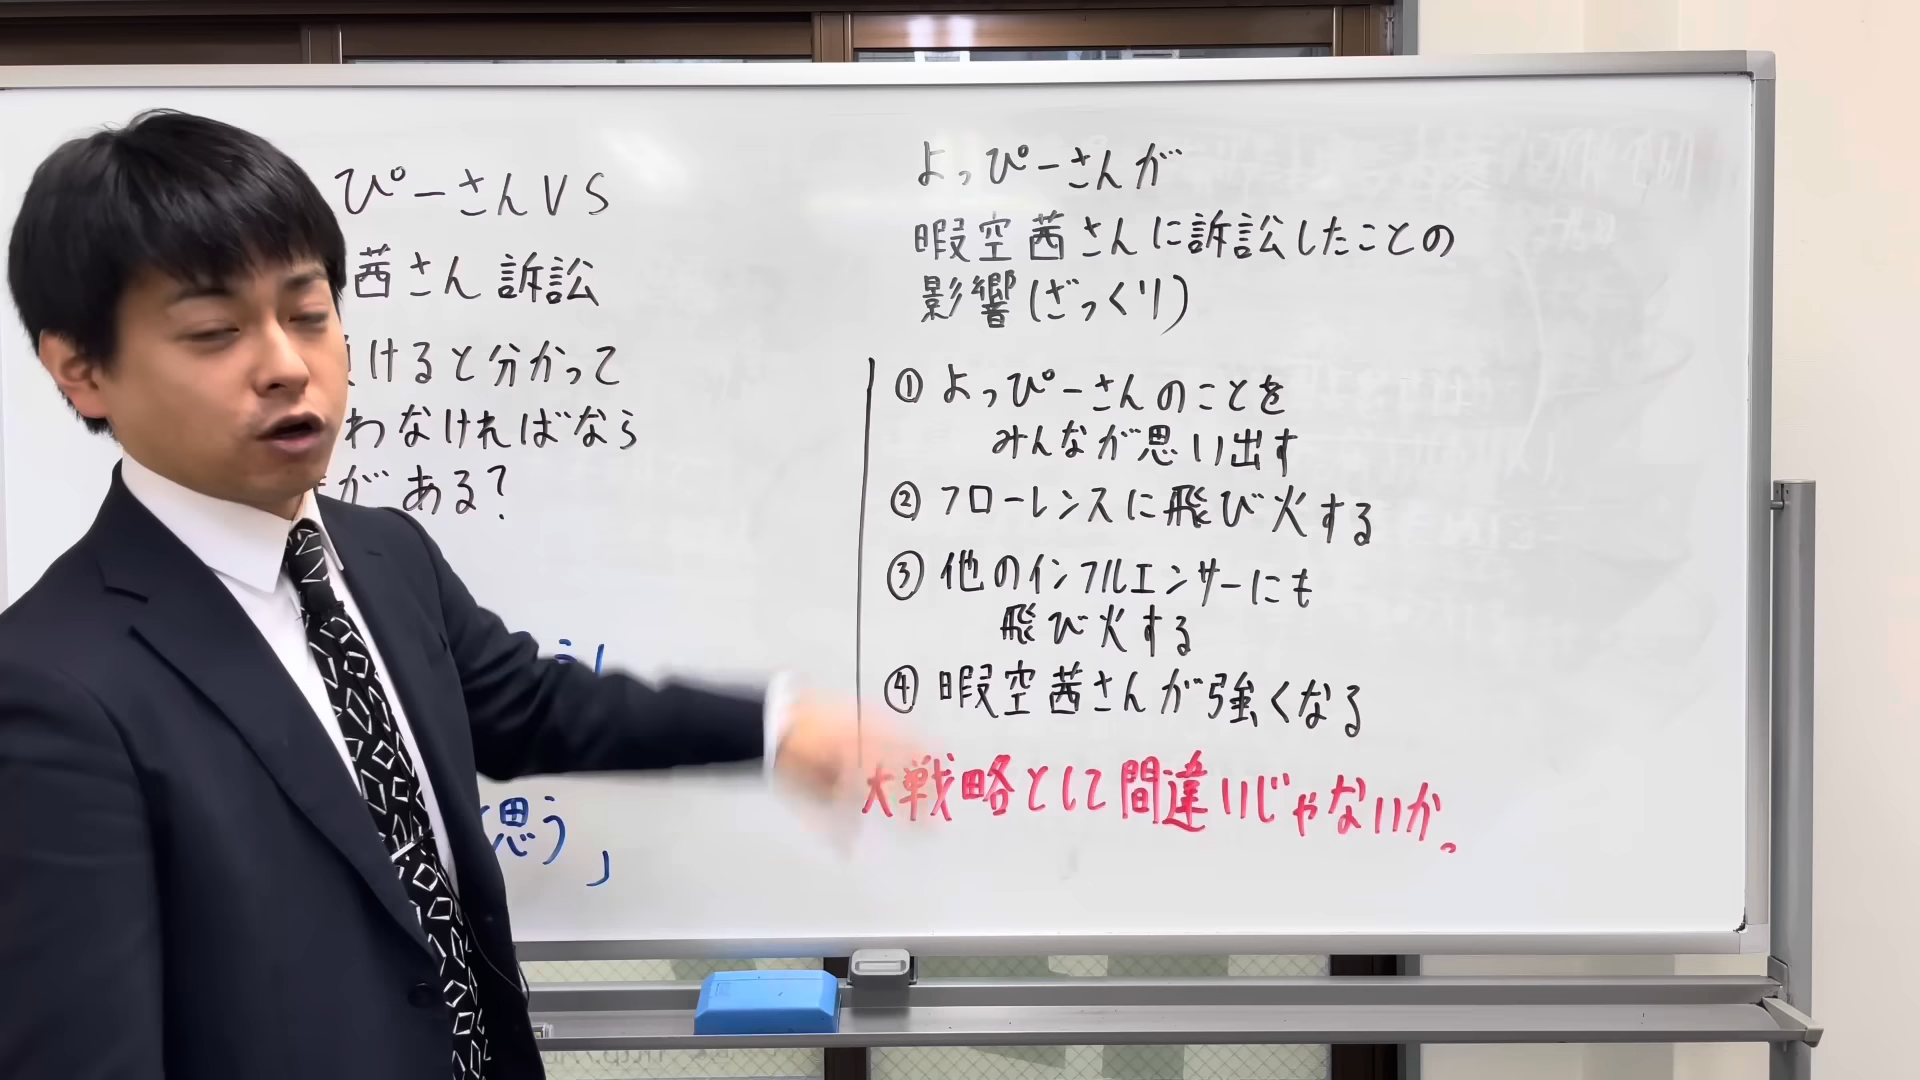 ぴーさんVS
茜さん訴訟
けると分かって
わなければなら
がある?
思う」
よっぴーさんが
暇空茜さんに訴訟したことの
影響(ざっくり)
① よっぴーさんのことを
みんなが思い出す
② フローレンスに飛び火する
③ 他のインフルエンサーにも
飛び火する
④ 暇空茜さんが強くなる
大戦略として間違いじゃないか。